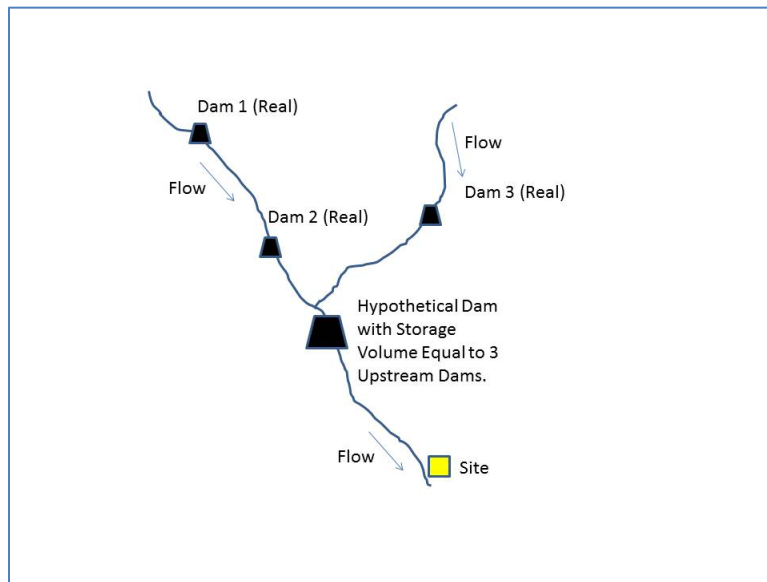 Dam 1 (Real)
Flow
Flow
Dam 3 (Real)
Dam 2 (Real)
Hypothetical Dam
with Storage
Volume Equal to 3
Upstream Dams.
Flow
Site